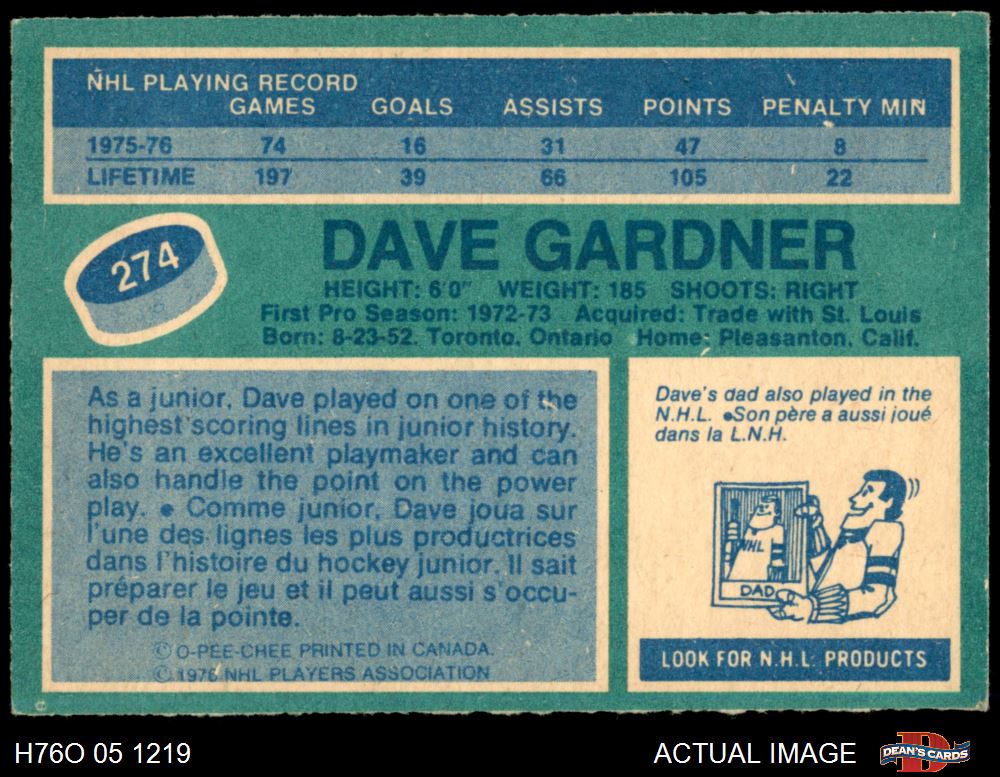 NHL PLAYING RECORD
GAMES GOALS ASSISTS POINTS PENALTY MIN
1975-76 74 16 31 47 8
LIFETIME 197 39 66 105 22
274
DAVE GARDNER
HEIGHT: 6'0" WEIGHT: 185 SHOOTS: RIGHT
First Pro Season: 1972-73 Acquired: Trade with St. Louis
Born: 8-23-52. Toronto, Ontario Home: Pleasanton, Calif.
As a junior, Dave played on one of the
highest scoring lines in junior history.
He's an excellent playmaker and can
also handle the point on the power
play. ● Comme junior, Dave joua sur
l'une des lignes les plus productrices
dans l'histoire du hockey junior. Il sait
préparer le jeu et il peut aussi s'occu-
per de la pointe.
© O-PEE-CHEE PRINTED IN CANADA.
© 1976 NHL PLAYERS ASSOCIATION
Dave's dad also played in the
N.H.L. ●Son père a aussi joué
dans la L.N.H.
NHL
DAD
LOOK FOR N.H.L. PRODUCTS
H76O 05 1219
ACTUAL IMAGE
D
DEAN'S CARDS